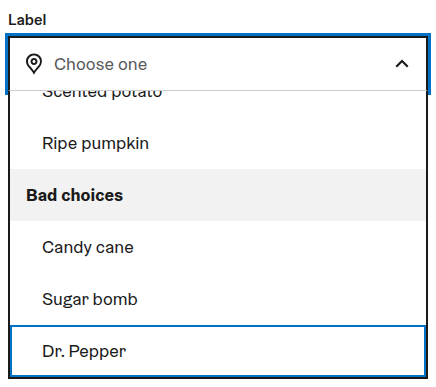 Label
Choose one
Scented potato
Ripe pumpkin
Bad choices
Candy cane
Sugar bomb
Dr. Pepper